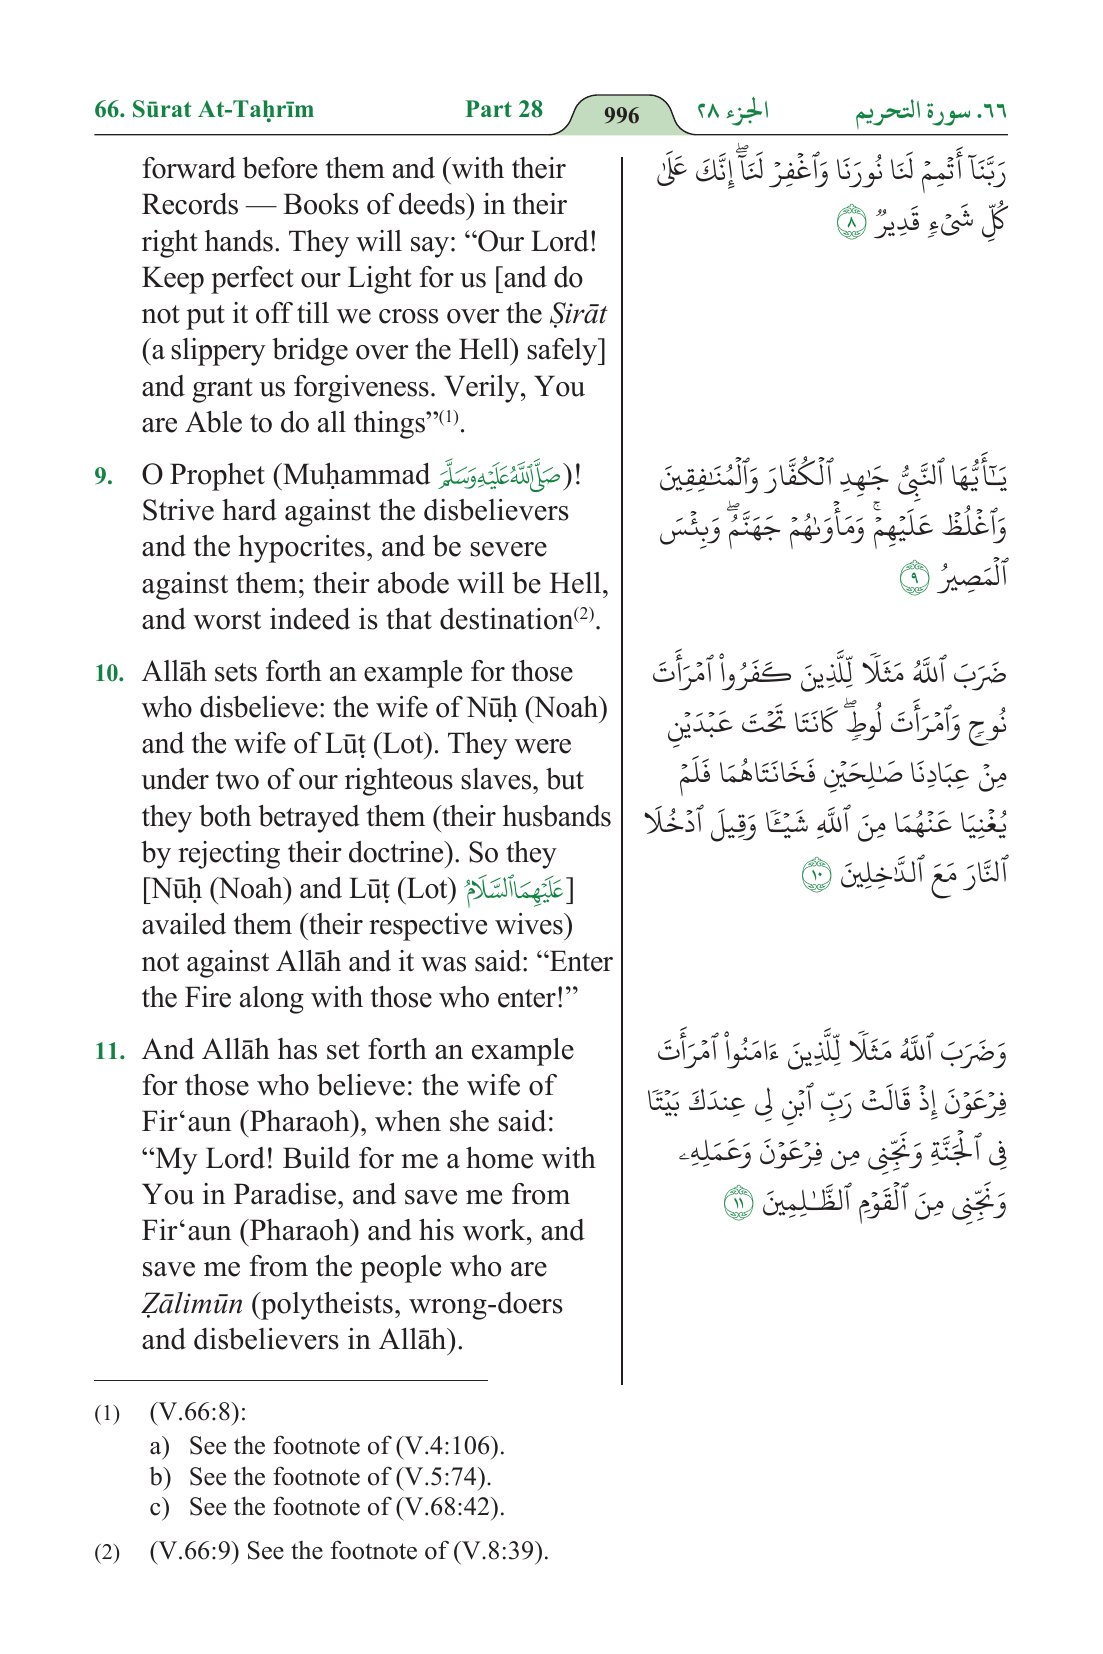 66. Sūrat At-Taḥrīm Part 28 996 الجزء ٢٨ ٦٦. سورة التحريم
forward before them and (with their
Records — Books of deeds) in their
right hands. They will say: “Our Lord!
Keep perfect our Light for us [and do
not put it off till we cross over the Ṣirāt
(a slippery bridge over the Hell) safely]
and grant us forgiveness. Verily, You
are Able to do all things”(1).
رَبَّنَآ أَتۡمِمۡ لَنَا نُورَنَا وَٱغۡفِرۡ لَنَآۖ إِنَّكَ عَلَىٰ
كُلِّ شَيۡءٖ قَدِيرٞ ٨
9. O Prophet (Muḥammad صَلَّى ٱللَّهُ عَلَيْهِ وَسَلَّمَ)!
Strive hard against the disbelievers
and the hypocrites, and be severe
against them; their abode will be Hell,
and worst indeed is that destination(2).
يَـٰٓأَيُّهَا ٱلنَّبِيُّ جَٰهِدِ ٱلۡكُفَّارَ وَٱلۡمُنَٰفِقِينَ
وَٱغۡلُظۡ عَلَيۡهِمۡۚ وَمَأۡوَىٰهُمۡ جَهَنَّمُۖ وَبِئۡسَ
ٱلۡمَصِيرُ ٩
10. Allāh sets forth an example for those
who disbelieve: the wife of Nūḥ (Noah)
and the wife of Lūṭ (Lot). They were
under two of our righteous slaves, but
they both betrayed them (their husbands
by rejecting their doctrine). So they
[Nūḥ (Noah) and Lūṭ (Lot) عَلَيْهِمَا ٱلسَّلَامُ]
availed them (their respective wives)
not against Allāh and it was said: “Enter
the Fire along with those who enter!”
ضَرَبَ ٱللَّهُ مَثَلٗا لِّلَّذِينَ كَفَرُواْ ٱمۡرَأَتَ
نُوحٖ وَٱمۡرَأَتَ لُوطٖۖ كَانَتَا تَحۡتَ عَبۡدَيۡنِ
مِنۡ عِبَادِنَا صَٰلِحَيۡنِ فَخَانَتَاهُمَا فَلَمۡ
يُغۡنِيَا عَنۡهُمَا مِنَ ٱللَّهِ شَيۡـٔٗا وَقِيلَ ٱدۡخُلَا
ٱلنَّارَ مَعَ ٱلدَّٰخِلِينَ ١٠
11. And Allāh has set forth an example
for those who believe: the wife of
Fir‘aun (Pharaoh), when she said:
“My Lord! Build for me a home with
You in Paradise, and save me from
Fir‘aun (Pharaoh) and his work, and
save me from the people who are
Ẓālimūn (polytheists, wrong-doers
and disbelievers in Allāh).
وَضَرَبَ ٱللَّهُ مَثَلٗا لِّلَّذِينَ ءَامَنُواْ ٱمۡرَأَتَ
فِرۡعَوۡنَ إِذۡ قَالَتۡ رَبِّ ٱبۡنِ لِي عِندَكَ بَيۡتٗا
فِي ٱلۡجَنَّةِ وَنَجِّنِي مِن فِرۡعَوۡنَ وَعَمَلِهِۦ
وَنَجِّنِي مِنَ ٱلۡقَوۡمِ ٱلظَّـٰلِمِينَ ١١
(1) (V.66:8):
a) See the footnote of (V.4:106).
b) See the footnote of (V.5:74).
c) See the footnote of (V.68:42).
(2) (V.66:9) See the footnote of (V.8:39).